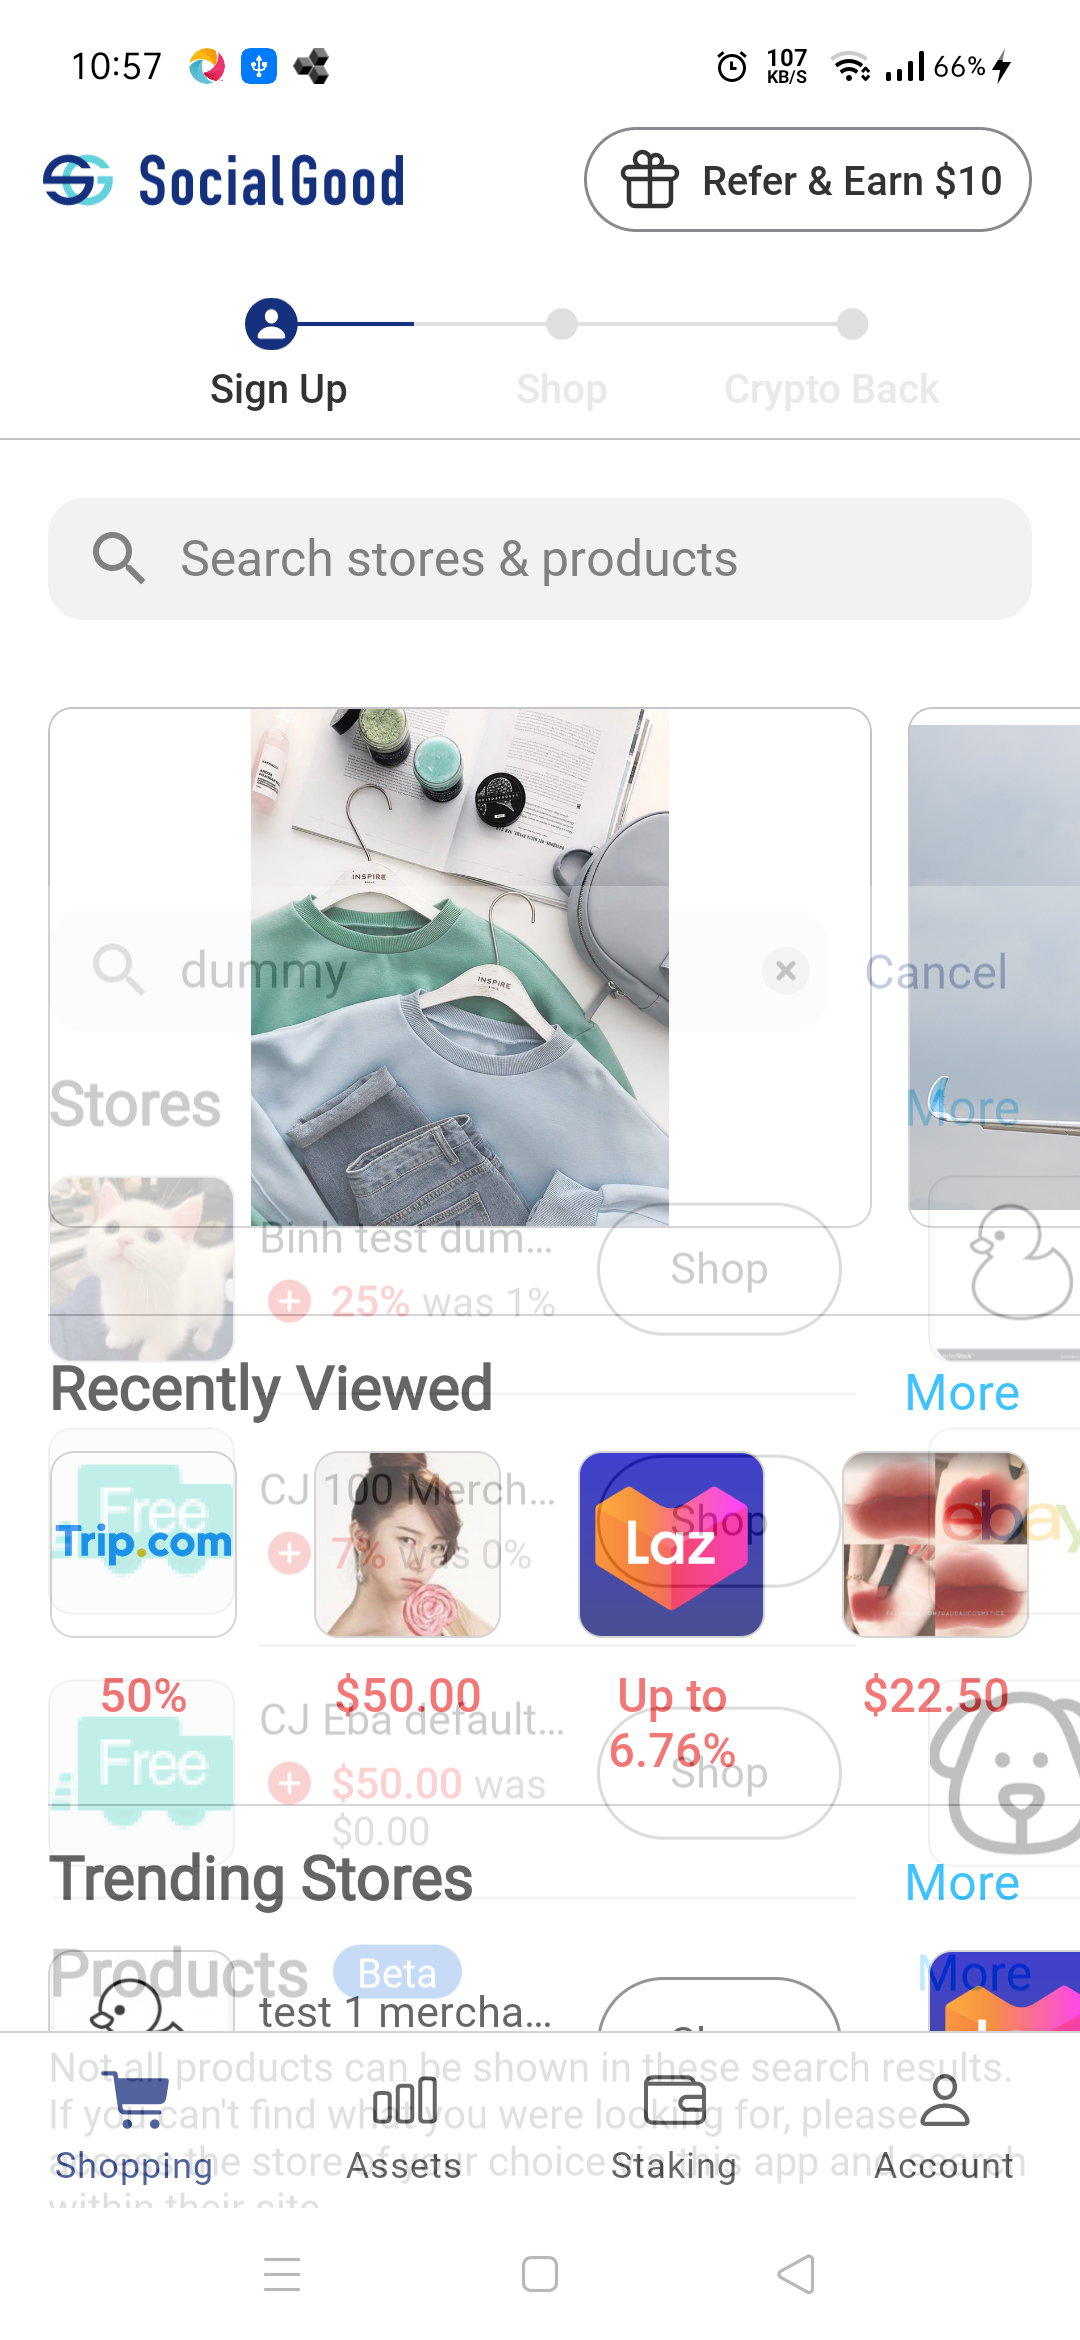 10:57
107
KB/S
66%
SocialGood
Refer & Earn $10
Sign Up
Shop
Crypto Back
Search stores & products
INSPIRE
INSPIRE
dummy
Cancel
Stores
More
Binh test dum...
25% was 1%
Shop
Recently Viewed
More
CJ 100 Merch...
7% was 0%
Shop
Free
Trip.com
Laz
ebay
50%
$50.00
Up to
6.76%
$22.50
CJ Eba default...
$50.00 was
$0.00
Shop
Free
Trending Stores
More
Products
Beta
More
test 1 mercha...
Not all products can be shown in these search results.
If you can't find what you were looking for, please
access the store of your choice via this app and search
within their site.
Shopping
Assets
Staking
Account